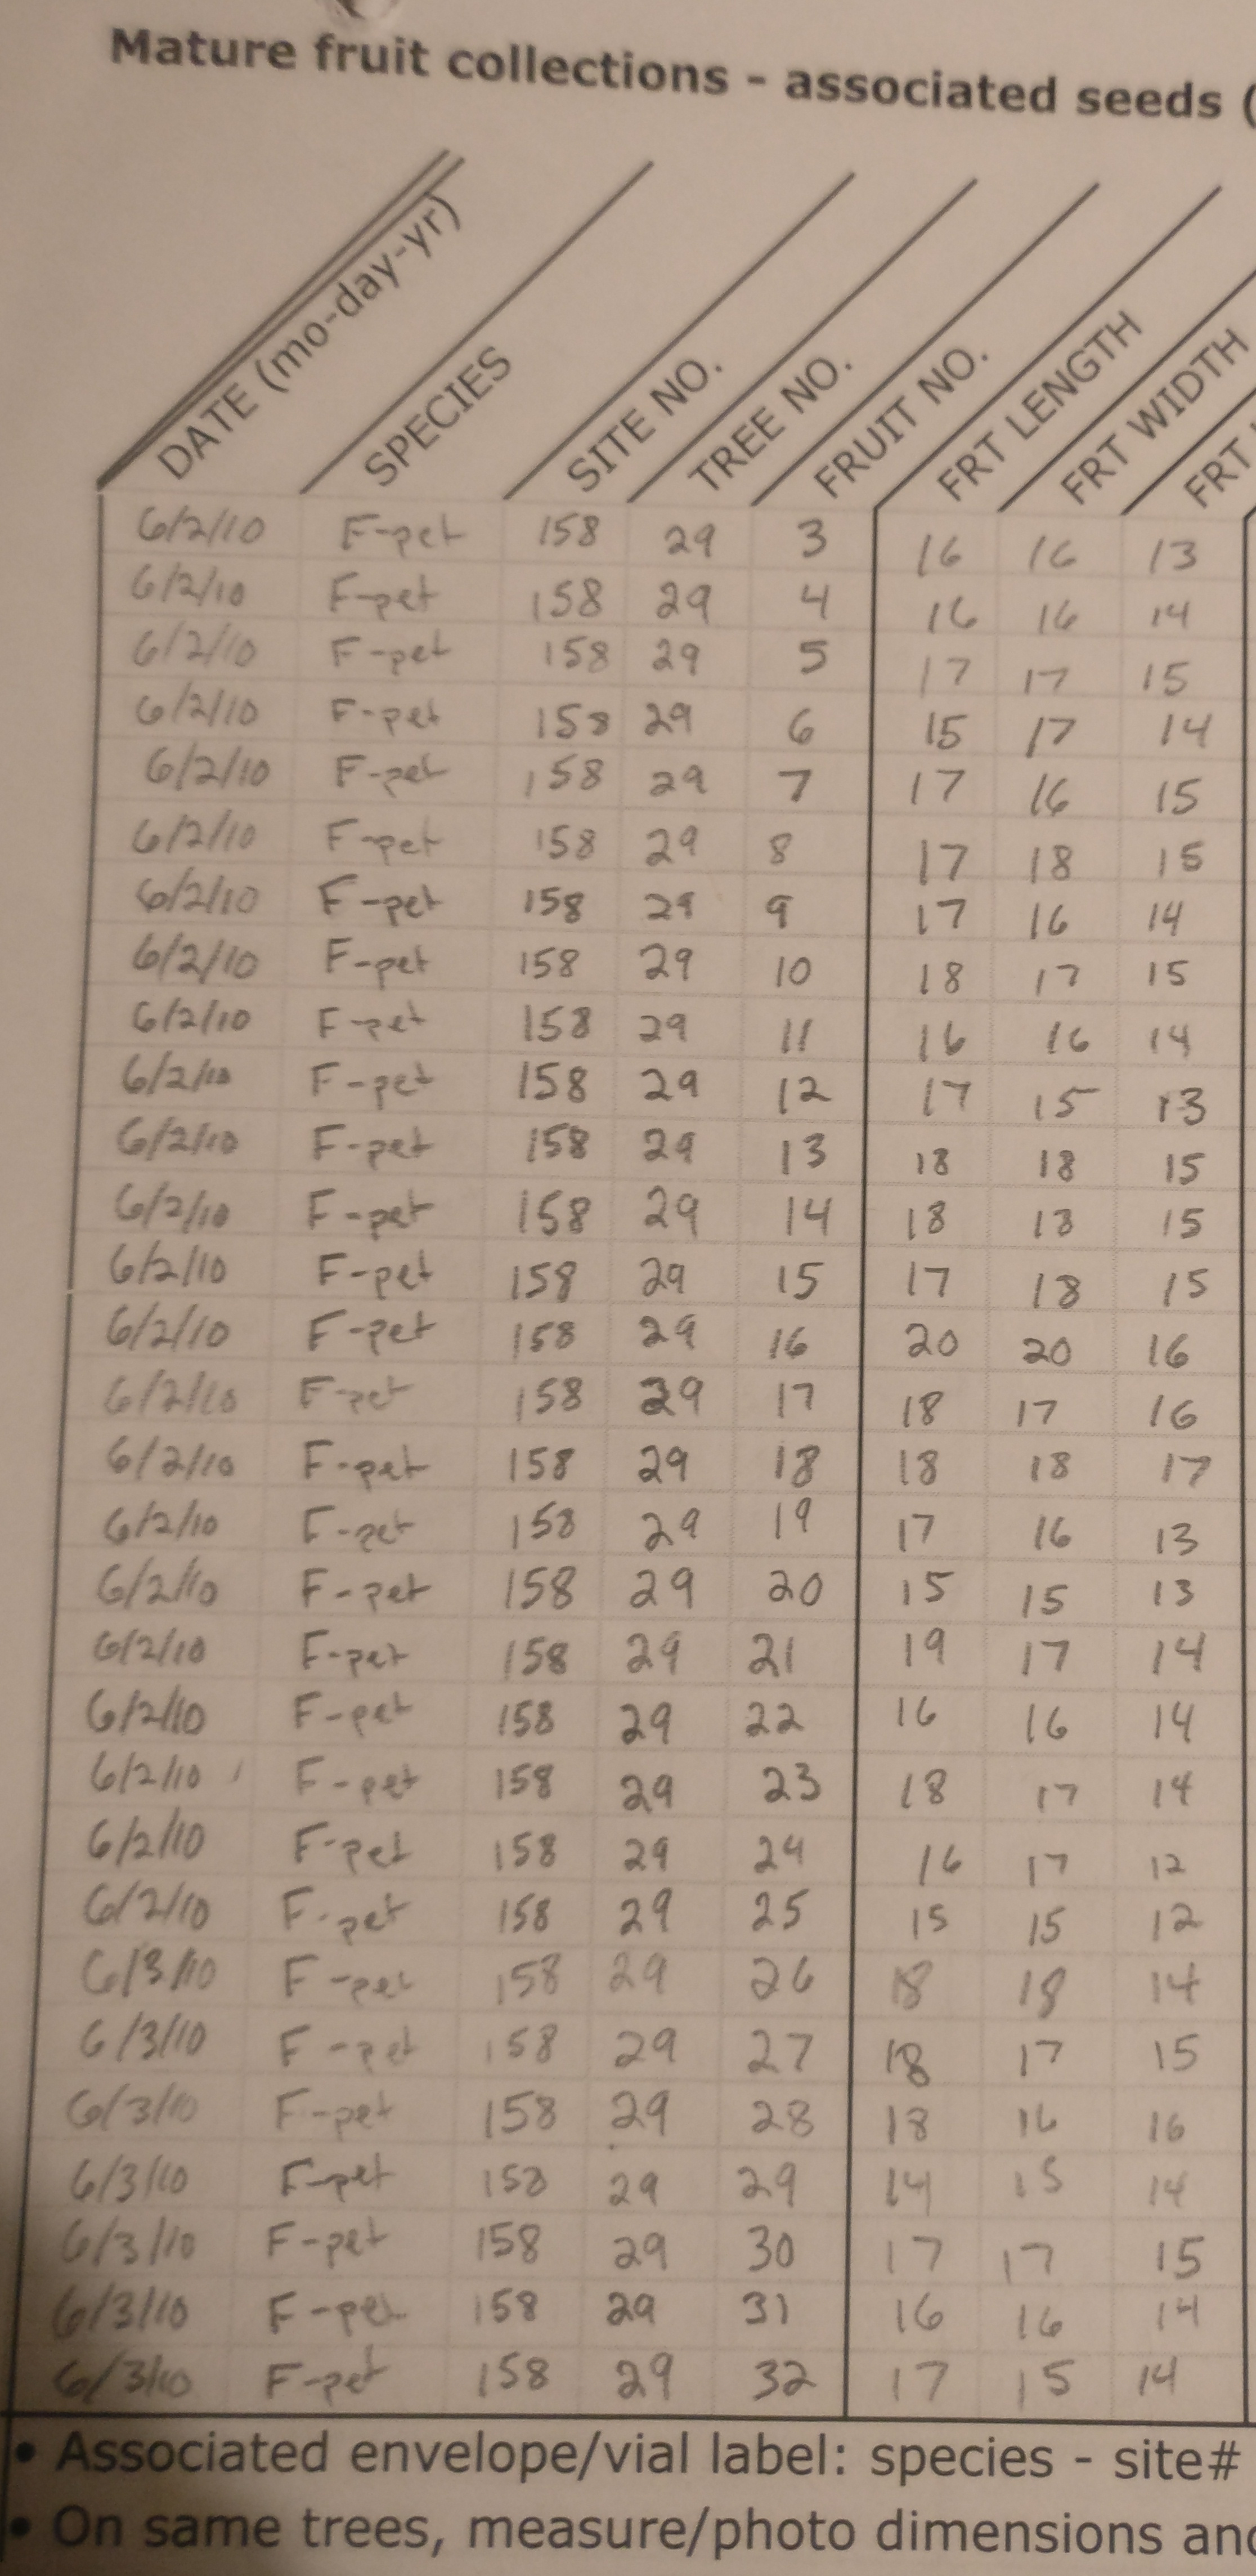 Mature fruit collections - associated seeds (
DATE (mo-day-yr) SPECIES SITE NO. TREE NO. FRUIT NO. FRT LENGTH FRT WIDTH FRT
6/2/10 F-pet 158 29 3 16 16 13
6/2/10 F-pet 158 29 4 16 16 14
6/2/10 F-pet 158 29 5 17 17 15
6/2/10 F-pet 158 29 6 15 17 14
6/2/10 F-pet 158 29 7 17 16 15
6/2/10 F-pet 158 29 8 17 18 15
6/2/10 F-pet 158 29 9 17 16 14
6/2/10 F-pet 158 29 10 18 17 15
6/2/10 F-pet 158 29 11 16 16 14
6/2/10 F-pet 158 29 12 17 15 13
6/2/10 F-pet 158 29 13 18 18 15
6/2/10 F-pet 158 29 14 18 18 15
6/2/10 F-pet 158 29 15 17 18 15
6/2/10 F-pet 158 29 16 20 20 16
6/2/10 F-pet 158 29 17 18 17 16
6/2/10 F-pet 158 29 18 18 18 17
6/2/10 F-pet 158 29 19 17 16 13
6/2/10 F-pet 158 29 20 15 15 13
6/2/10 F-pet 158 29 21 19 17 14
6/2/10 F-pet 158 29 22 16 16 14
6/2/10 F-pet 158 29 23 18 17 14
6/2/10 F-pet 158 29 24 16 17 12
6/2/10 F-pet 158 29 25 15 15 12
6/3/10 F-pet 158 29 26 18 18 14
6/3/10 F-pet 158 29 27 18 17 15
6/3/10 F-pet 158 29 28 18 16 16
6/3/10 F-pet 158 29 29 14 15 14
6/3/10 F-pet 158 29 30 17 17 15
6/3/10 F-pet 158 29 31 16 16 14
6/3/10 F-pet 158 29 32 17 15 14
• Associated envelope/vial label: species - site#
• On same trees, measure/photo dimensions and